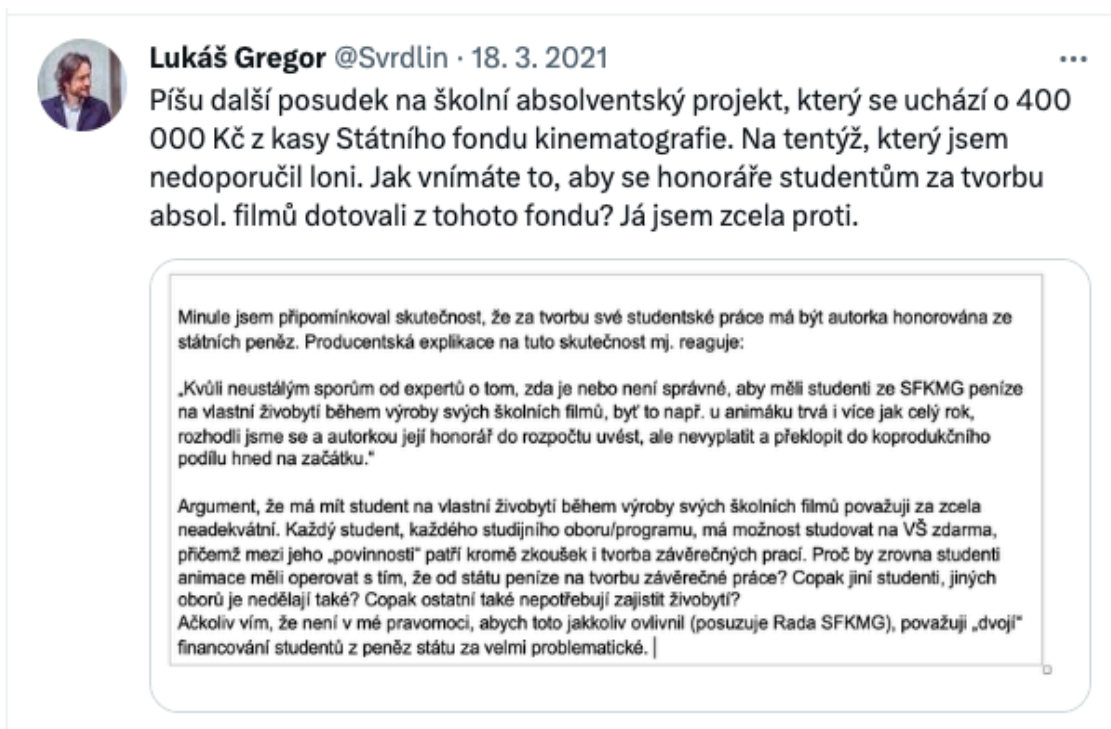 Lukáš Gregor @Svrdlin · 18. 3. 2021
Píšu další posudek na školní absolventský projekt, který se uchází o 400
000 Kč z kasy Státního fondu kinematografie. Na tentýž, který jsem
nedoporučil loni. Jak vnímáte to, aby se honoráře studentům za tvorbu
absol. filmů dotovali z tohoto fondu? Já jsem zcela proti.
Minule jsem připomínkoval skutečnost, že za tvorbu své studentské práce má být autorka honorována ze
státních peněz. Producentská explikace na tuto skutečnost mj. reaguje:
„Kvůli neustálým sporům od expertů o tom, zda je nebo není správné, aby měli studenti ze SFKMG peníze
na vlastní živobytí během výroby svých školních filmů, byť to např. u animáku trvá i více jak celý rok,
rozhodli jsme se a autorkou její honorář do rozpočtu uvést, ale nevyplatit a překlopit do koprodukčního
podílu hned na začátku."
Argument, že má mít student na vlastní živobytí během výroby svých školních filmů považuji za zcela
neadekvátní. Každý student, každého studijního oboru/programu, má možnost studovat na VŠ zdarma,
přičemž mezi jeho „povinnosti" patří kromě zkoušek i tvorba závěrečných prací. Proč by zrovna studenti
animace měli operovat s tím, že od státu peníze na tvorbu závěrečné práce? Copak jiní studenti, jiných
oborů je nedělají také? Copak ostatní také nepotřebují zajistit živobytí?
Ačkoliv vím, že není v mé pravomoci, abych toto jakkoliv ovlivnil (posuzuje Rada SFKMG), považuji „dvojí"
financování studentů z peněz státu za velmi problematické.